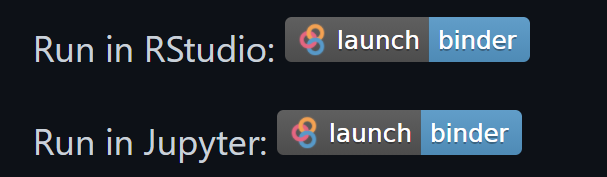 Run in RStudio: launch binder
Run in Jupyter: launch binder